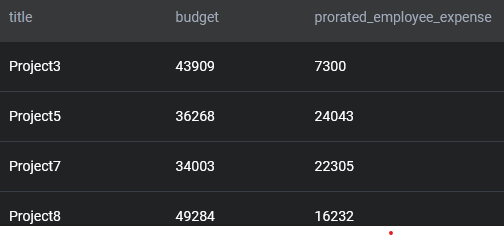 title budget prorated_employee_expense
Project3 43909 7300
Project5 36268 24043
Project7 34003 22305
Project8 49284 16232